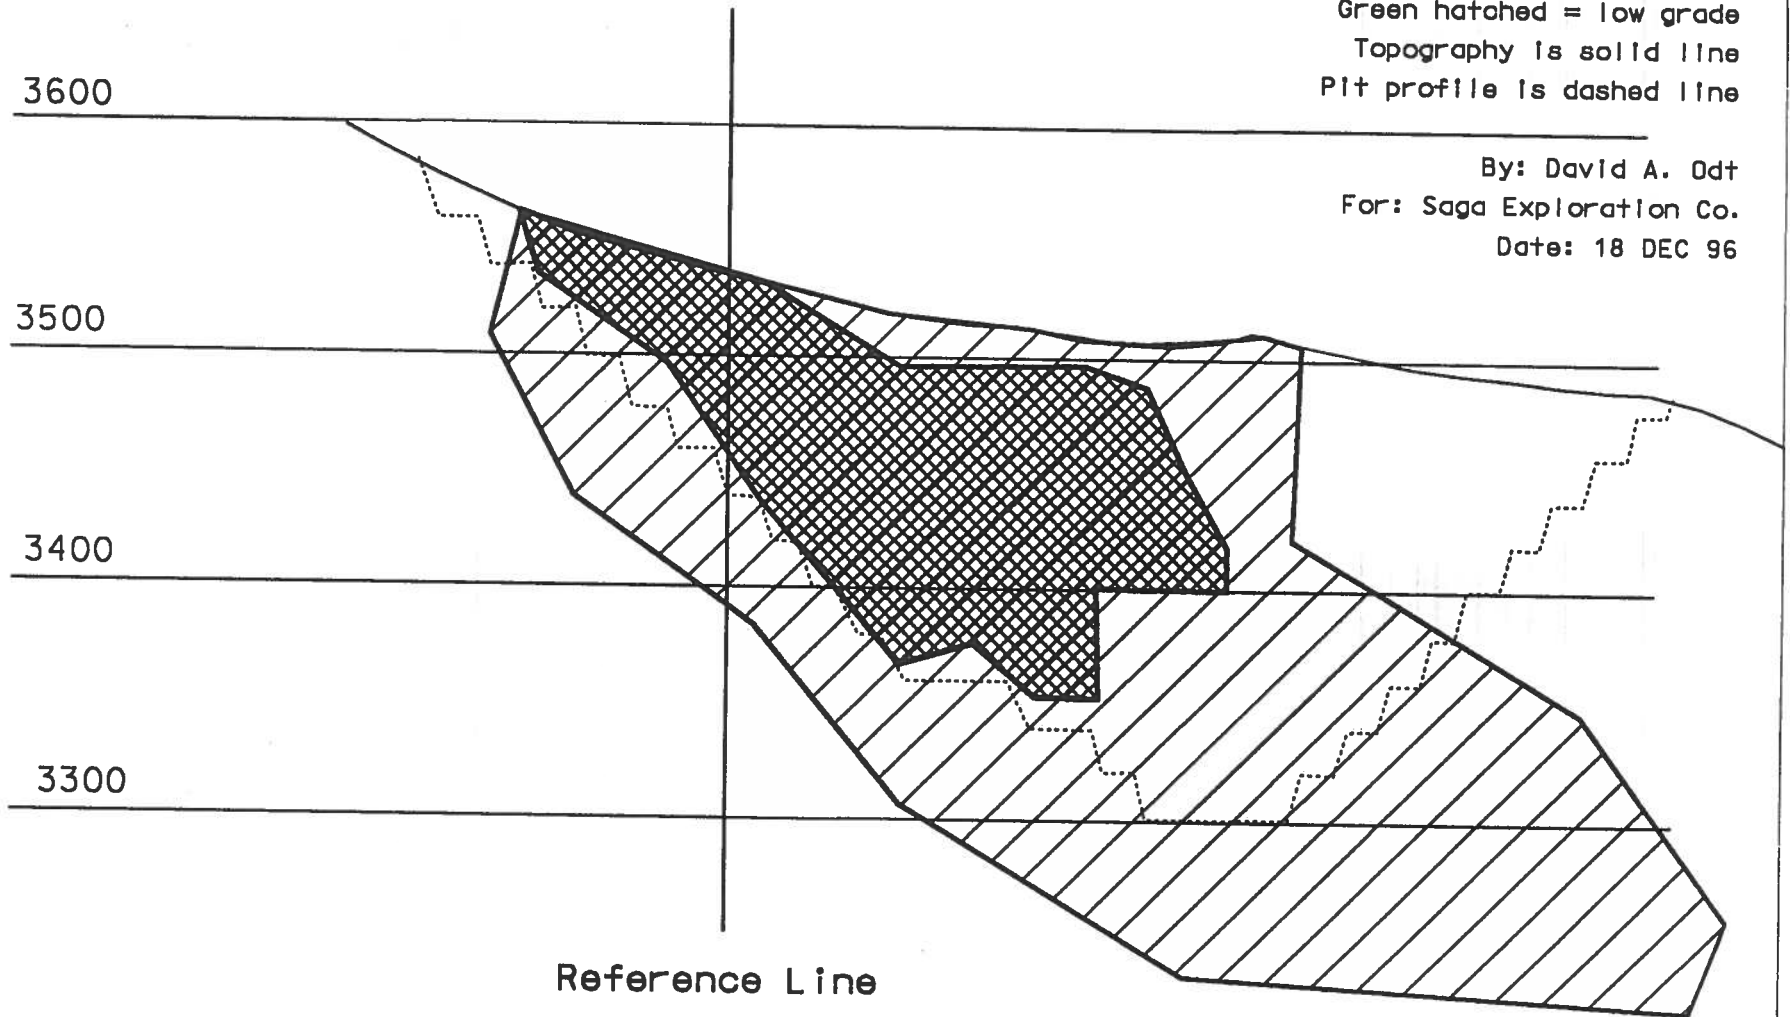 Green hatched = low grade
Topography is solid line
Pit profile is dashed line
3600
By: David A. Odt
For: Saga Exploration Co.
Date: 18 DEC 96
3500
3400
3300
Reference Line